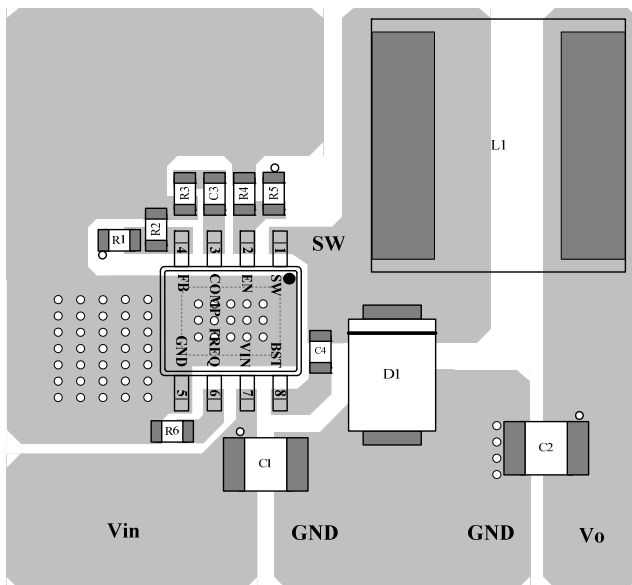 L1
R3
C3
R4
R5
R1
R2
SW
4
3
2
1
FB
COMP
EN
SW
GND
FREQ
VIN
BST
5
6
7
8
C4
D1
R6
C1
C2
Vin
GND
GND
Vo